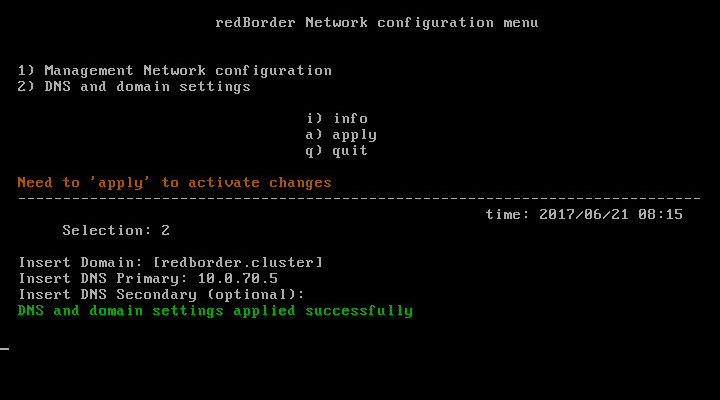 redBorder Network configuration menu
1) Management Network configuration
2) DNS and domain settings
i) info
a) apply
q) quit
Need to 'apply' to activate changes
--------------------------------------------------------------------------------
time: 2017/06/21 08:15
Selection: 2
Insert Domain: [redborder.cluster]
Insert DNS Primary: 10.0.70.5
Insert DNS Secondary (optional):
DNS and domain settings applied successfully